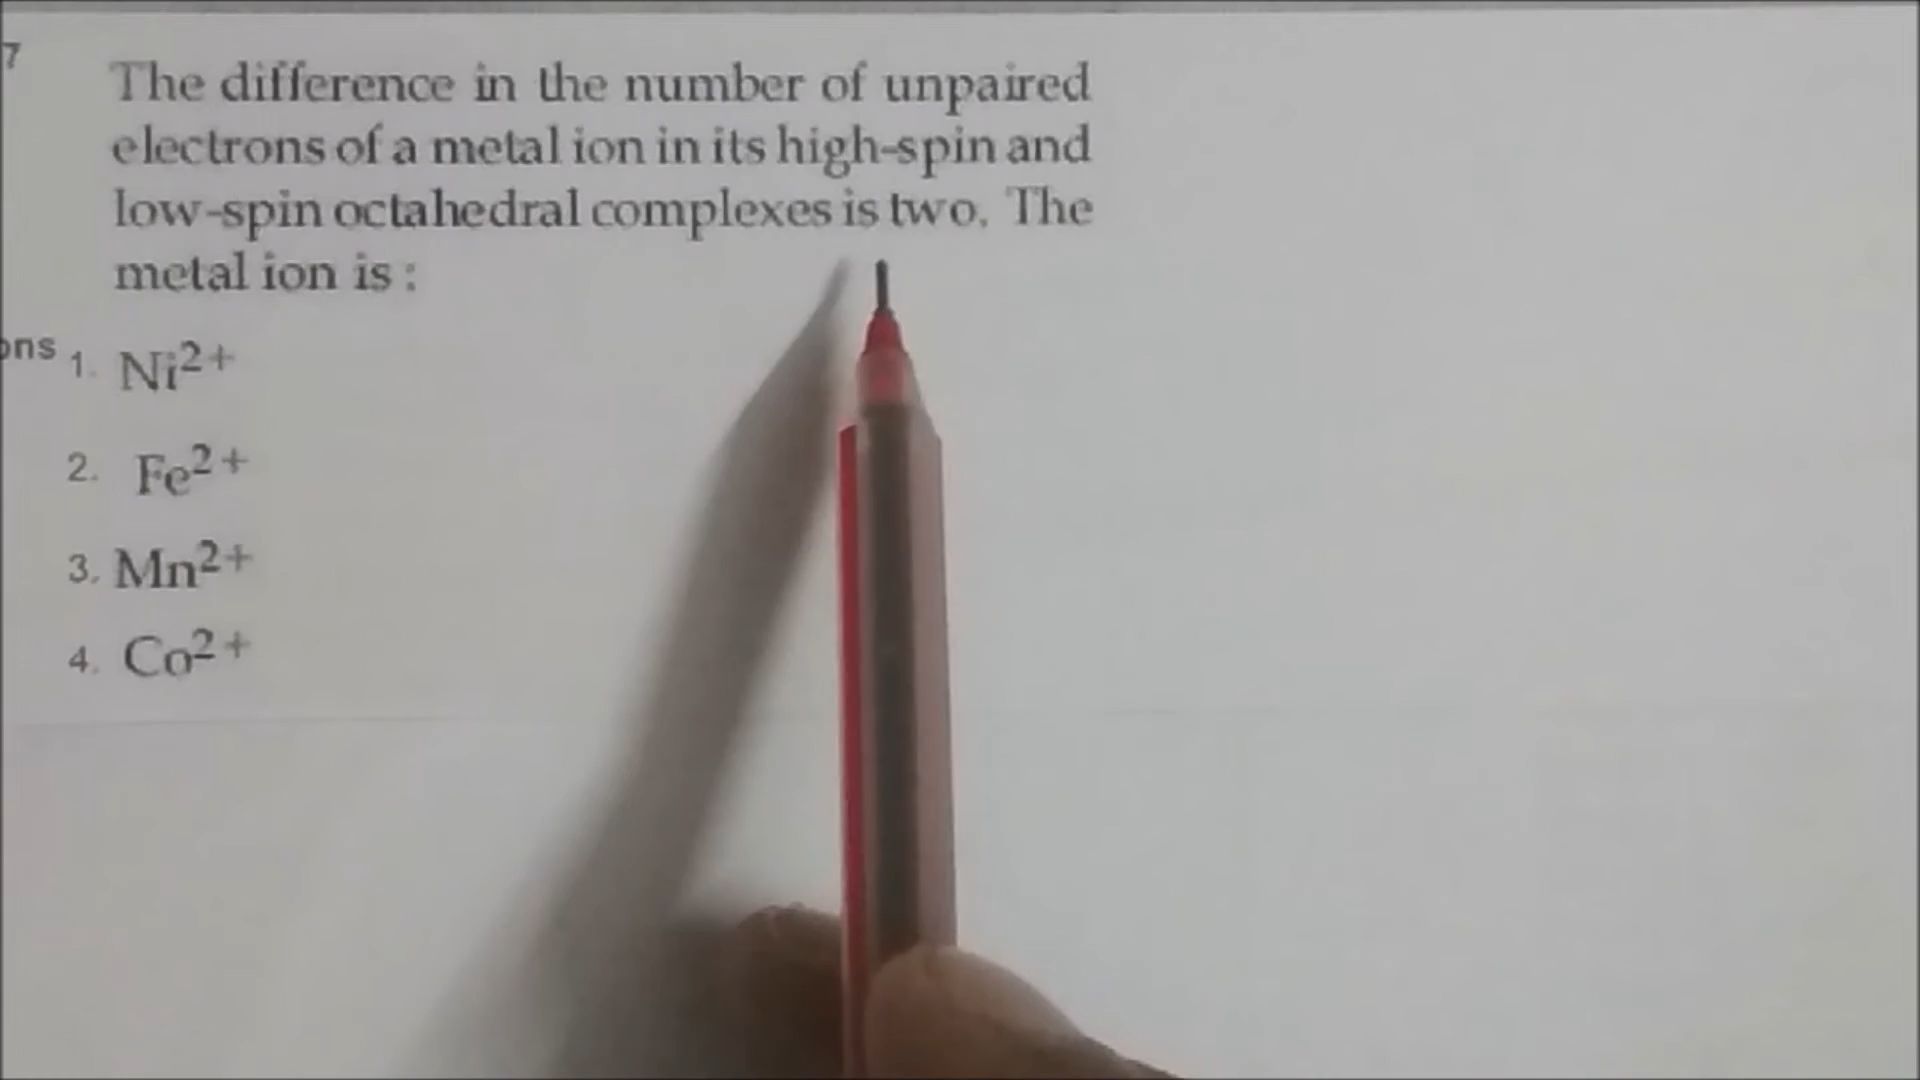 7
The difference in the number of unpaired
electrons of a metal ion in its high-spin and
low-spin octahedral complexes is two. The
metal ion is :
ons
1. Ni²⁺
2. Fe²⁺
3. Mn²⁺
4. Co²⁺